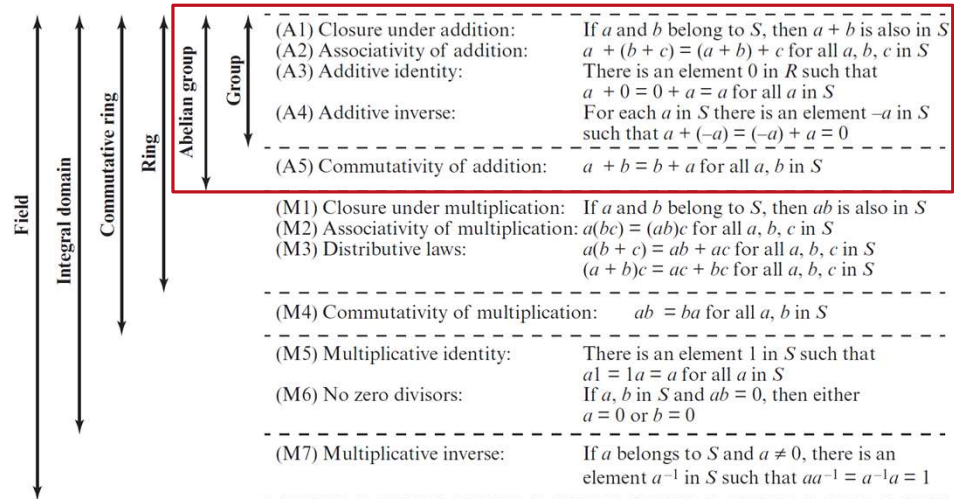 Field
Integral domain
Commutative ring
Ring
Abelian group
Group
(A1) Closure under addition: If a and b belong to S, then a + b is also in S
(A2) Associativity of addition: a + (b + c) = (a + b) + c for all a, b, c in S
(A3) Additive identity: There is an element 0 in R such that
a + 0 = 0 + a = a for all a in S
(A4) Additive inverse: For each a in S there is an element –a in S
such that a + (–a) = (–a) + a = 0
(A5) Commutativity of addition: a + b = b + a for all a, b in S
(M1) Closure under multiplication: If a and b belong to S, then ab is also in S
(M2) Associativity of multiplication: a(bc) = (ab)c for all a, b, c in S
(M3) Distributive laws: a(b + c) = ab + ac for all a, b, c in S
(a + b)c = ac + bc for all a, b, c in S
(M4) Commutativity of multiplication: ab = ba for all a, b in S
(M5) Multiplicative identity: There is an element 1 in S such that
a1 = 1a = a for all a in S
(M6) No zero divisors: If a, b in S and ab = 0, then either
a = 0 or b = 0
(M7) Multiplicative inverse: If a belongs to S and a ≠ 0, there is an
element a⁻¹ in S such that aa⁻¹ = a⁻¹a = 1